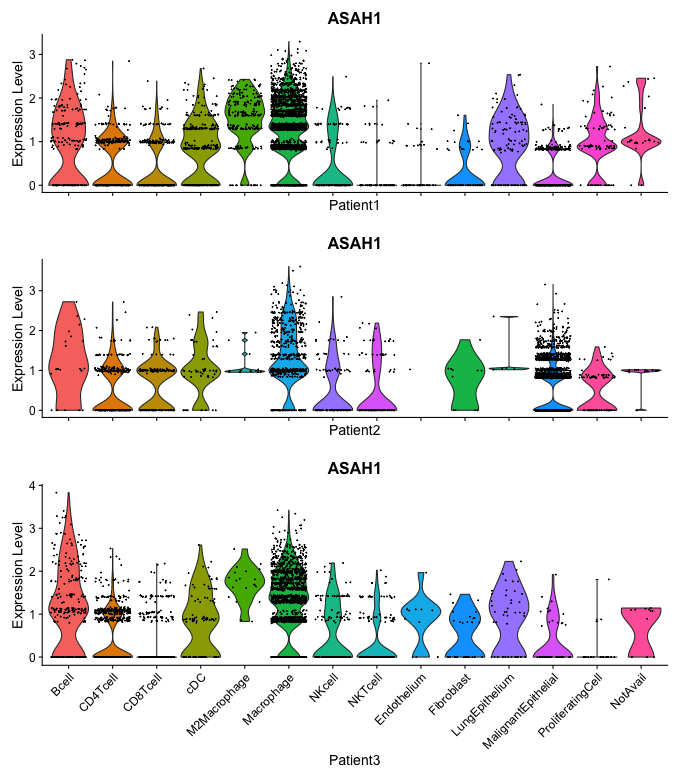 ASAH1
Expression Level
3
2
1
0
Patient1
ASAH1
Expression Level
3
2
1
0
Patient2
ASAH1
Expression Level
4
3
2
1
0
Bcell
CD4Tcell
CD8Tcell
cDC
M2Macrophage
Macrophage
NKcell
NKTcell
Endothelium
Fibroblast
LungEpithelium
MalignantEpithelial
ProliferatingCell
NotAvail
Patient3